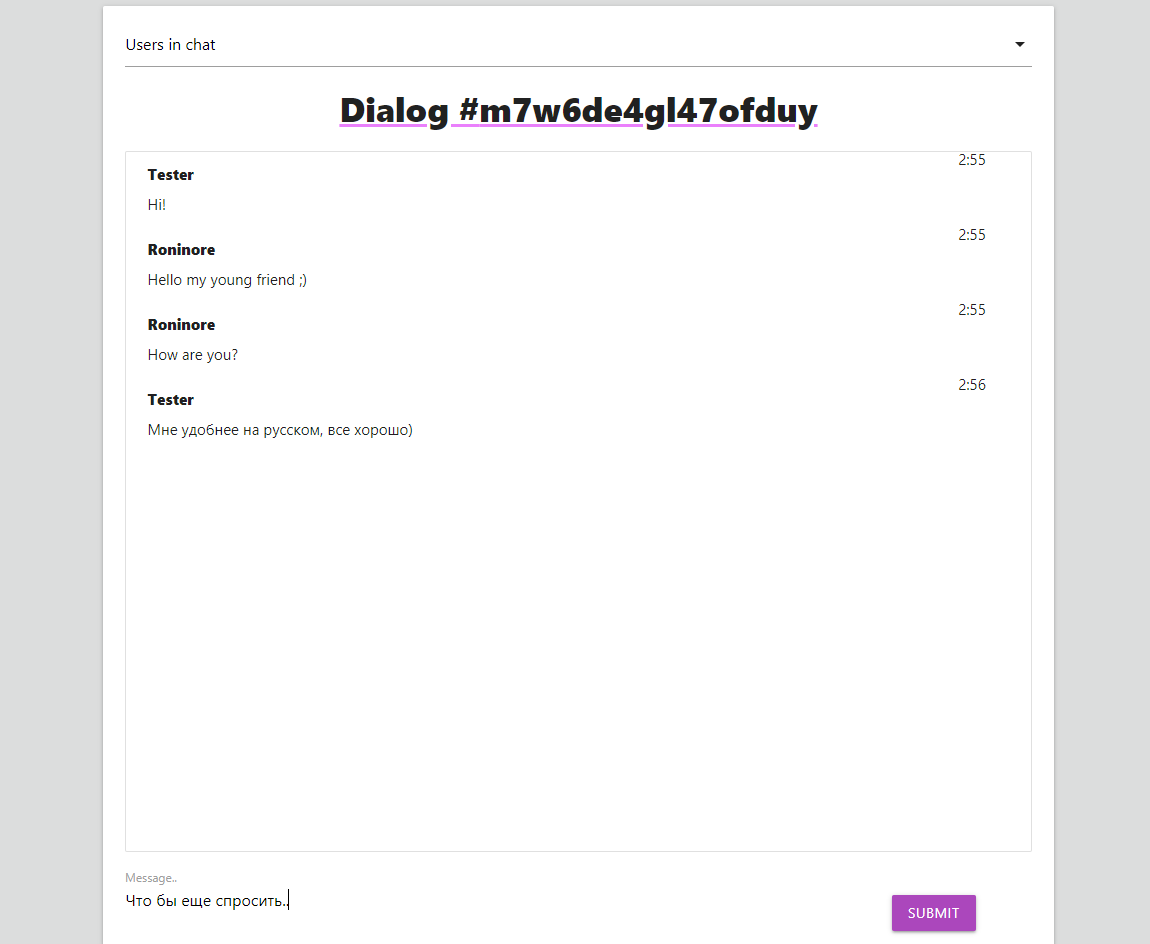 Users in chat
Dialog #m7w6de4gl47ofduy
2:55
Tester
Hi!
2:55
Roninore
Hello my young friend ;)
2:55
Roninore
How are you?
2:56
Tester
Мне удобнее на русском, все хорошо)
Message..
Что бы еще спросить..
SUBMIT